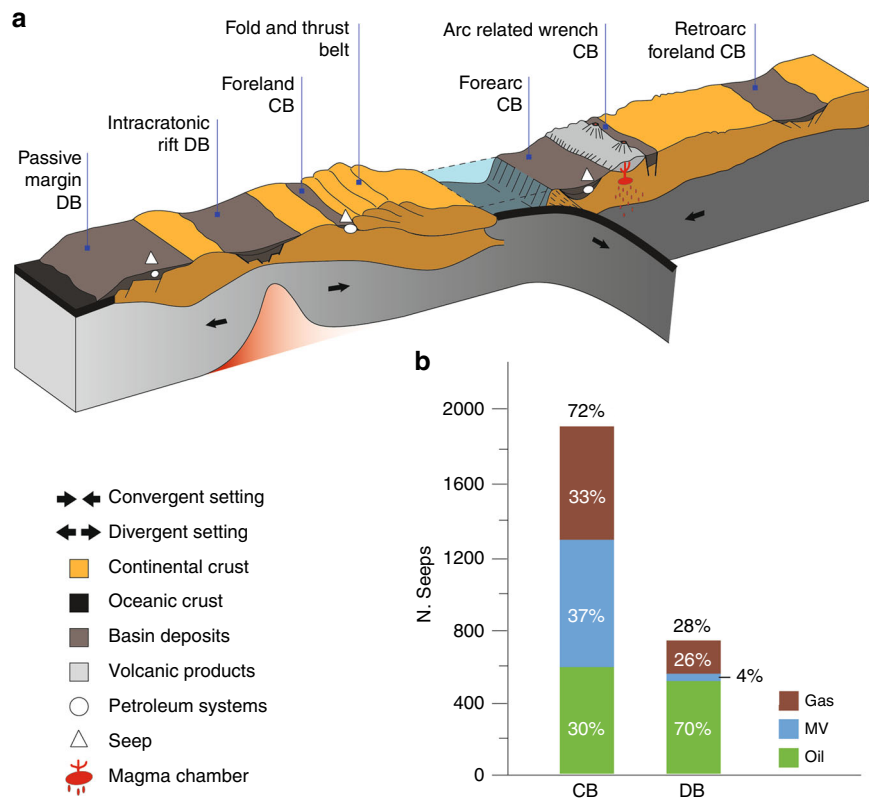 a
Fold and thrust
belt
Arc related wrench
CB
Retroarc
foreland CB
Foreland
CB
Forearc
CB
Intracratonic
rift DB
Passive
margin
DB
Convergent setting
Divergent setting
Continental crust
Oceanic crust
Basin deposits
Volcanic products
Petroleum systems
Seep
Magma chamber
b
N. Seeps
2000
1600
1200
800
400
0
72%
33%
37%
30%
28%
26%
4%
70%
Gas
MV
Oil
CB
DB